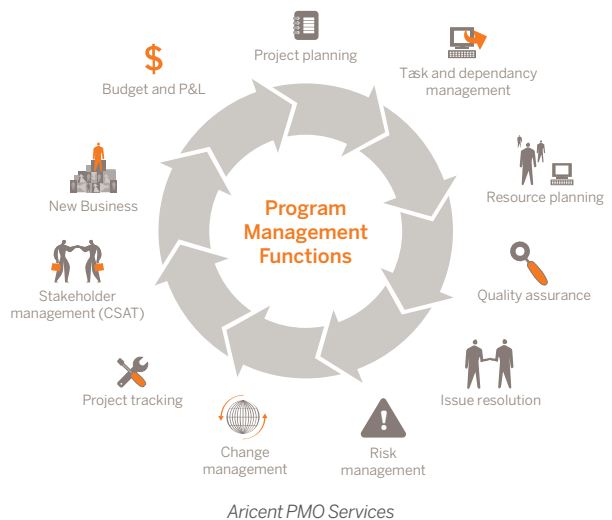 Project planning
Task and dependancy
management
Resource planning
Quality assurance
Issue resolution
Risk
management
Change
management
Project tracking
Stakeholder
management (CSAT)
New Business
Budget and P&L
$
Program
Management
Functions
Aricent PMO Services